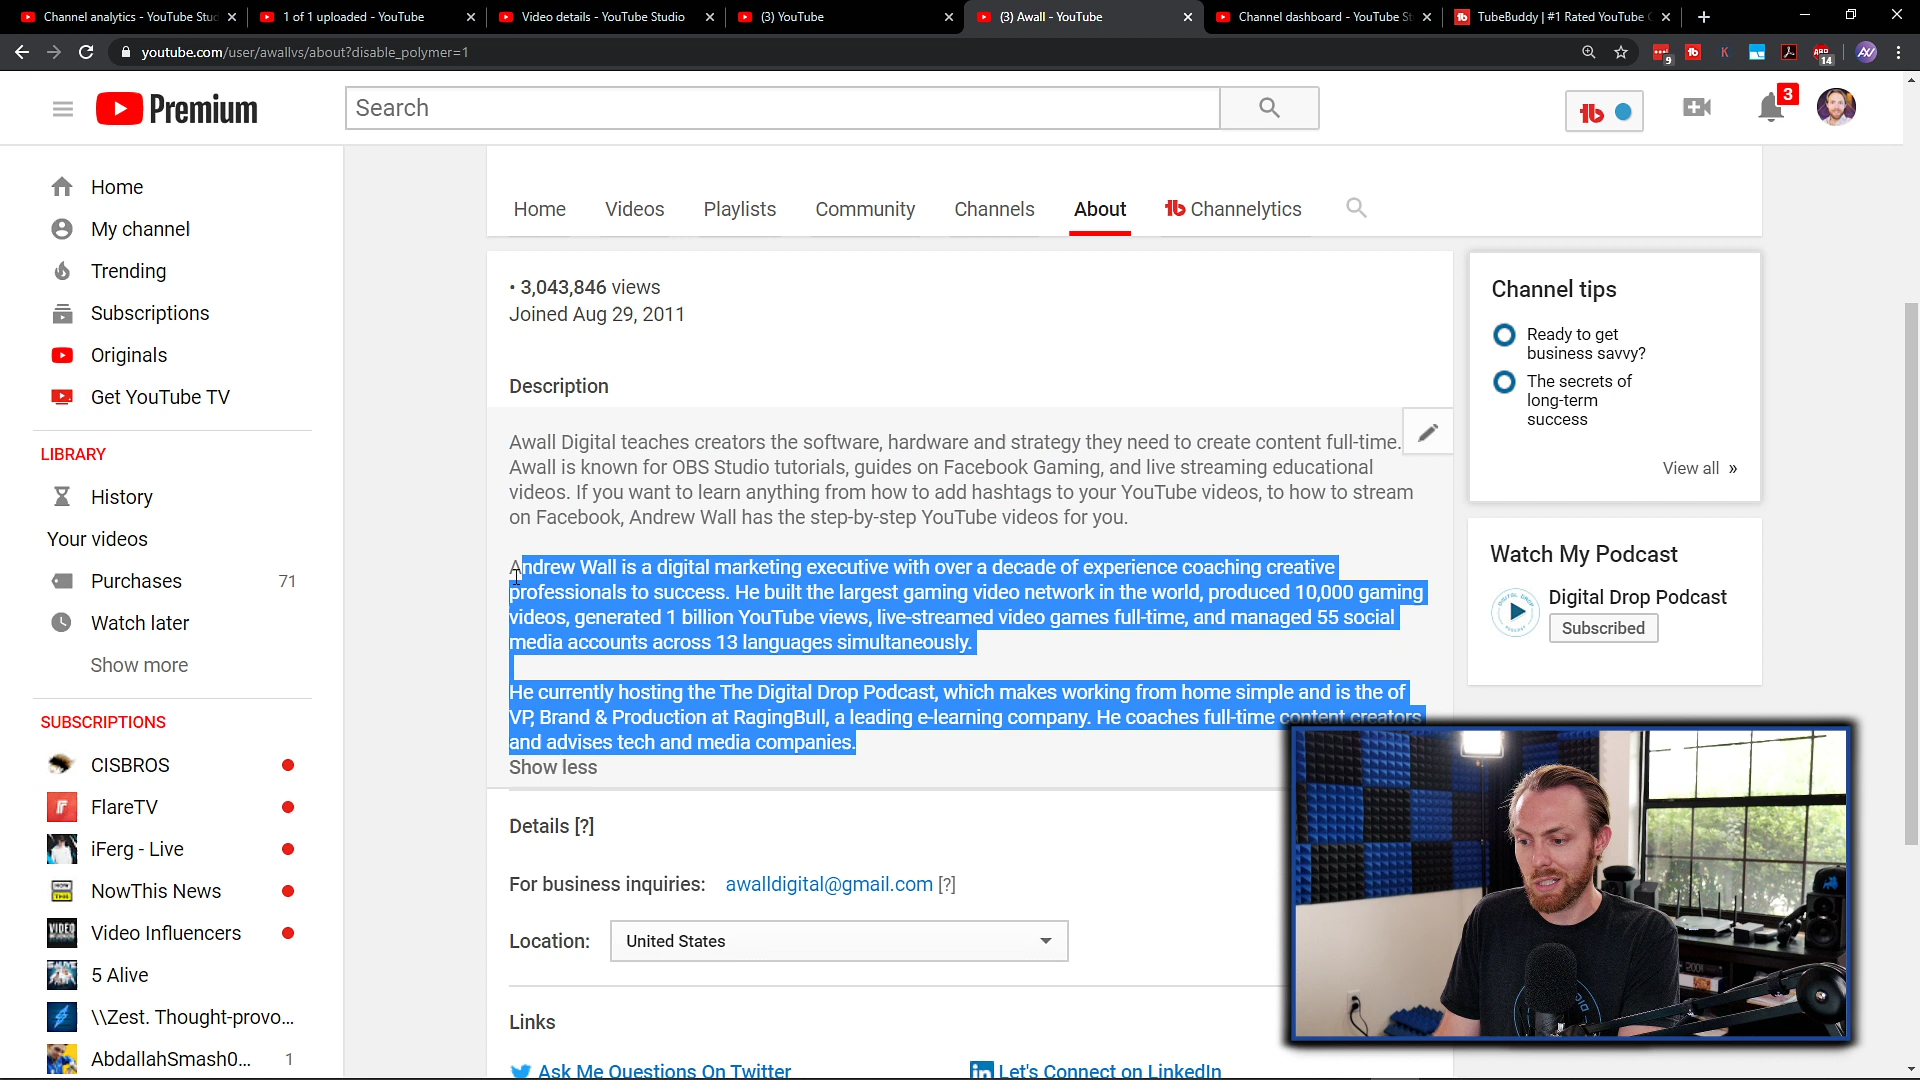 Channel analytics - YouTube Stu
1 of 1 uploaded - YouTube
Video details - YouTube Studio
(3) YouTube
(3) Awall - YouTube
Channel dashboard - YouTube S
TubeBuddy | #1 Rated YouTube
youtube.com/user/awallvs/about?disable_polymer=1
9
14
Premium
Search
3
Home
My channel
Trending
Subscriptions
Originals
Get YouTube TV
LIBRARY
History
Your videos
Purchases 71
Watch later
Show more
SUBSCRIPTIONS
CISBROS
FlareTV
iFerg - Live
NowThis News
Video Influencers
5 Alive
\\Zest. Thought-provo...
AbdallahSmash0... 1
Home Videos Playlists Community Channels About Channelytics
• 3,043,846 views
Joined Aug 29, 2011
Description
Awall Digital teaches creators the software, hardware and strategy they need to create content full-time.
Awall is known for OBS Studio tutorials, guides on Facebook Gaming, and live streaming educational
videos. If you want to learn anything from how to add hashtags to your YouTube videos, to how to stream
on Facebook, Andrew Wall has the step-by-step YouTube videos for you.
Andrew Wall is a digital marketing executive with over a decade of experience coaching creative
professionals to success. He built the largest gaming video network in the world, produced 10,000 gaming
videos, generated 1 billion YouTube views, live-streamed video games full-time, and managed 55 social
media accounts across 13 languages simultaneously.
He currently hosting the The Digital Drop Podcast, which makes working from home simple and is the of
VP, Brand & Production at RagingBull, a leading e-learning company. He coaches full-time content creators
and advises tech and media companies.
Show less
Details [?]
For business inquiries: awalldigital@gmail.com [?]
Location: United States
Links
Ask Me Questions On Twitter
Let's Connect on LinkedIn
Channel tips
Ready to get
business savvy?
The secrets of
long-term
success
View all »
Watch My Podcast
Digital Drop Podcast
Subscribed